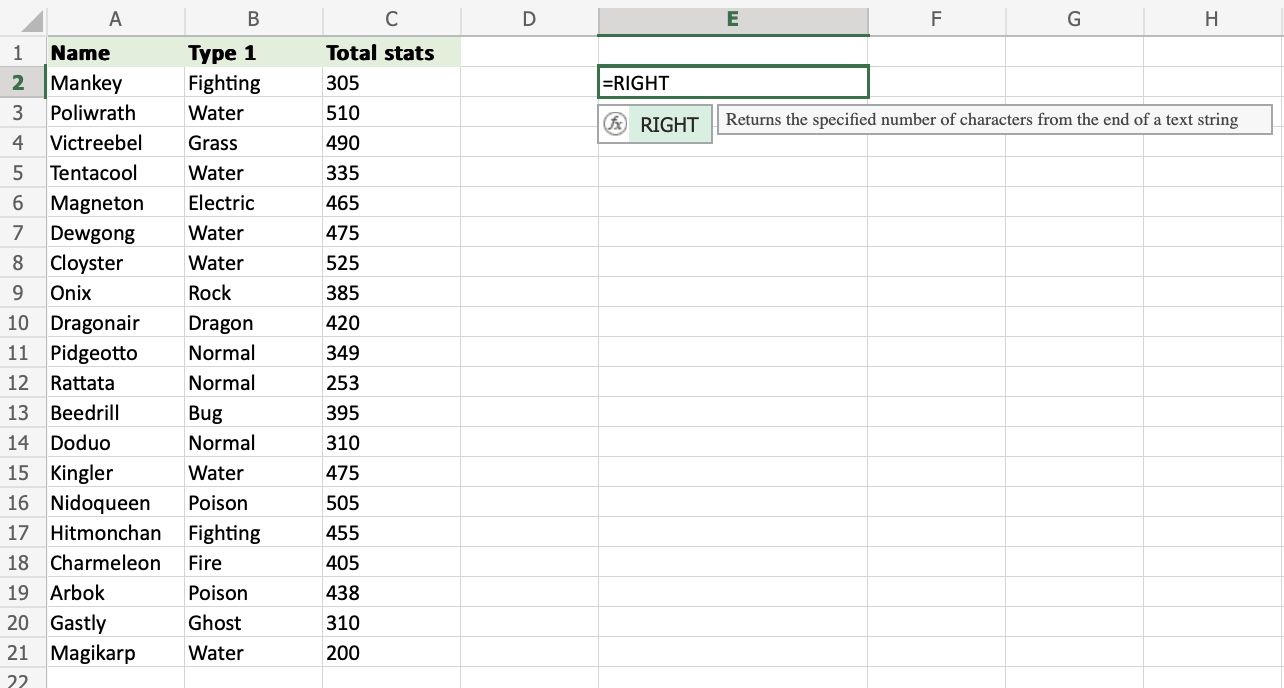 A B C D E F G H
1 Name Type 1 Total stats
2 Mankey Fighting 305 =RIGHT
3 Poliwrath Water 510 fx RIGHT Returns the specified number of characters from the end of a text string
4 Victreebel Grass 490
5 Tentacool Water 335
6 Magneton Electric 465
7 Dewgong Water 475
8 Cloyster Water 525
9 Onix Rock 385
10 Dragonair Dragon 420
11 Pidgeotto Normal 349
12 Rattata Normal 253
13 Beedrill Bug 395
14 Doduo Normal 310
15 Kingler Water 475
16 Nidoqueen Poison 505
17 Hitmonchan Fighting 455
18 Charmeleon Fire 405
19 Arbok Poison 438
20 Gastly Ghost 310
21 Magikarp Water 200
22